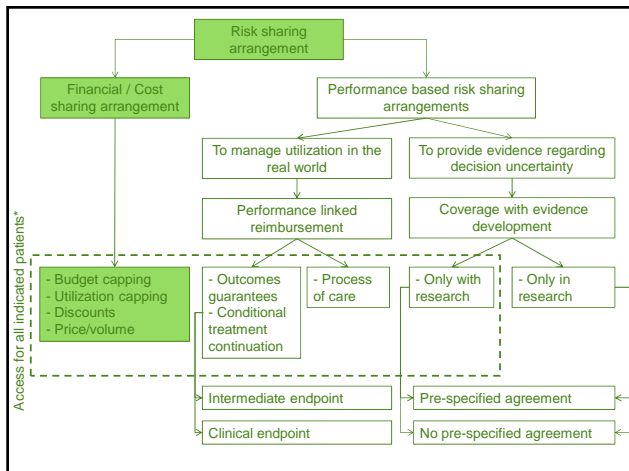 Risk sharing
arrangement
Financial / Cost
sharing arrangement
Performance based risk sharing
arrangements
To manage utilization in the
real world
To provide evidence regarding
decision uncertainty
Performance linked
reimbursement
Coverage with evidence
development
Access for all indicated patients*
- Budget capping
- Utilization capping
- Discounts
- Price/volume
- Outcomes
guarantees
- Conditional
treatment
continuation
- Process
of care
- Only with
research
- Only in
research
Intermediate endpoint
Pre-specified agreement
Clinical endpoint
No pre-specified agreement